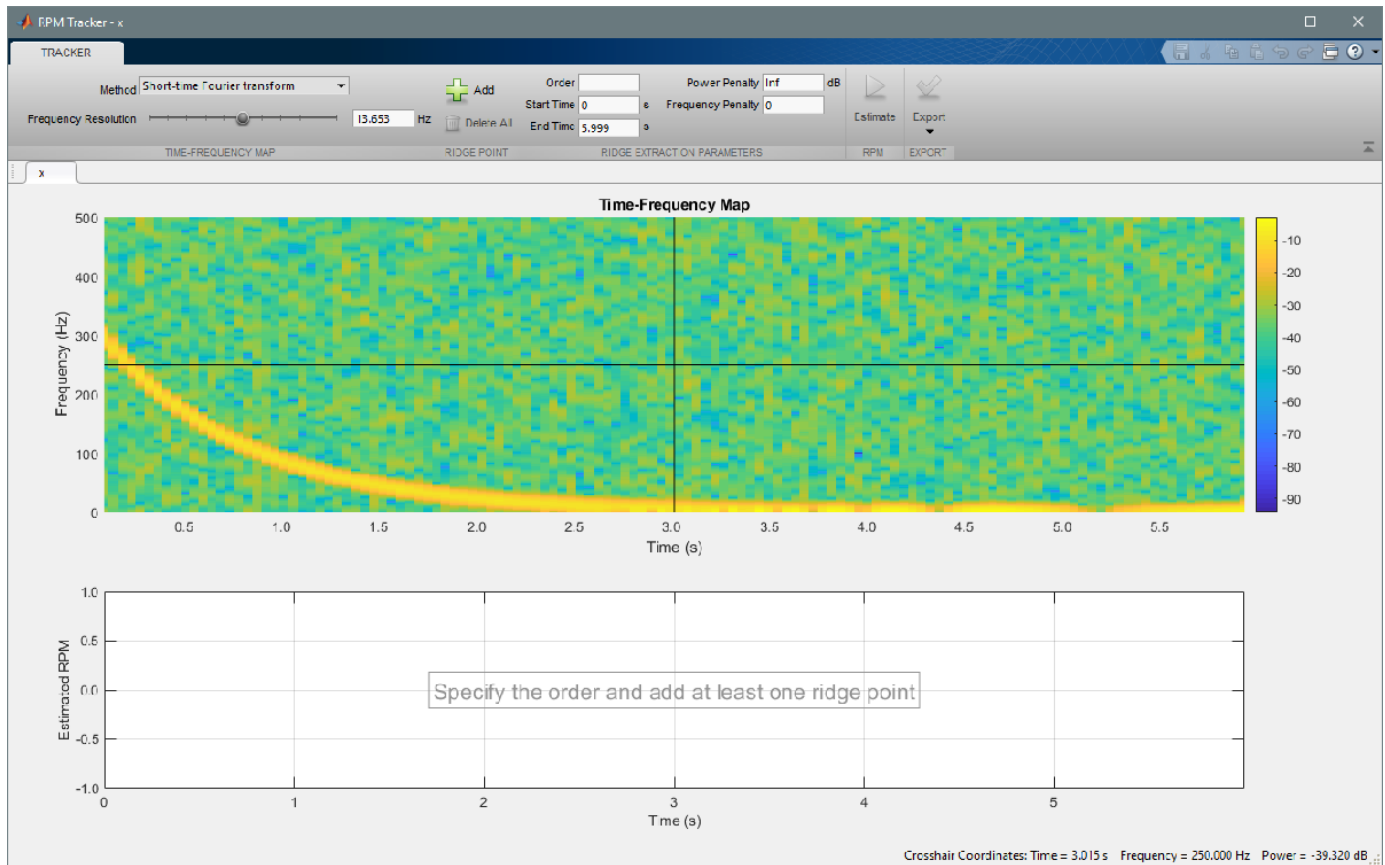 RPM Tracker - x
TRACKER
Method Short-time Fourier transform
Frequency Resolution 13.653 Hz
TIME-FREQUENCY MAP
Add
Delete All
RIDGE POINT
Order
Start Time 0 s
End Time 5.999 s
Power Penalty Inf dB
Frequency Penalty 0
RIDGE EXTRACTION PARAMETERS
Estimate
RPM
Export
EXPORT
x
Time-Frequency Map
Frequency (Hz)
500
400
300
200
100
0
0.5 1.0 1.5 2.0 2.5 3.0 3.5 4.0 4.5 5.0 5.5
Time (s)
-10
-20
-30
-40
-50
-60
-70
-80
-90
Estimated RPM
1.0
0.5
0.0
-0.5
-1.0
Specify the order and add at least one ridge point
0 1 2 3 4 5
Time (s)
Crosshair Coordinates: Time = 3.015 s Frequency = 250.000 Hz Power = -39.320 dB